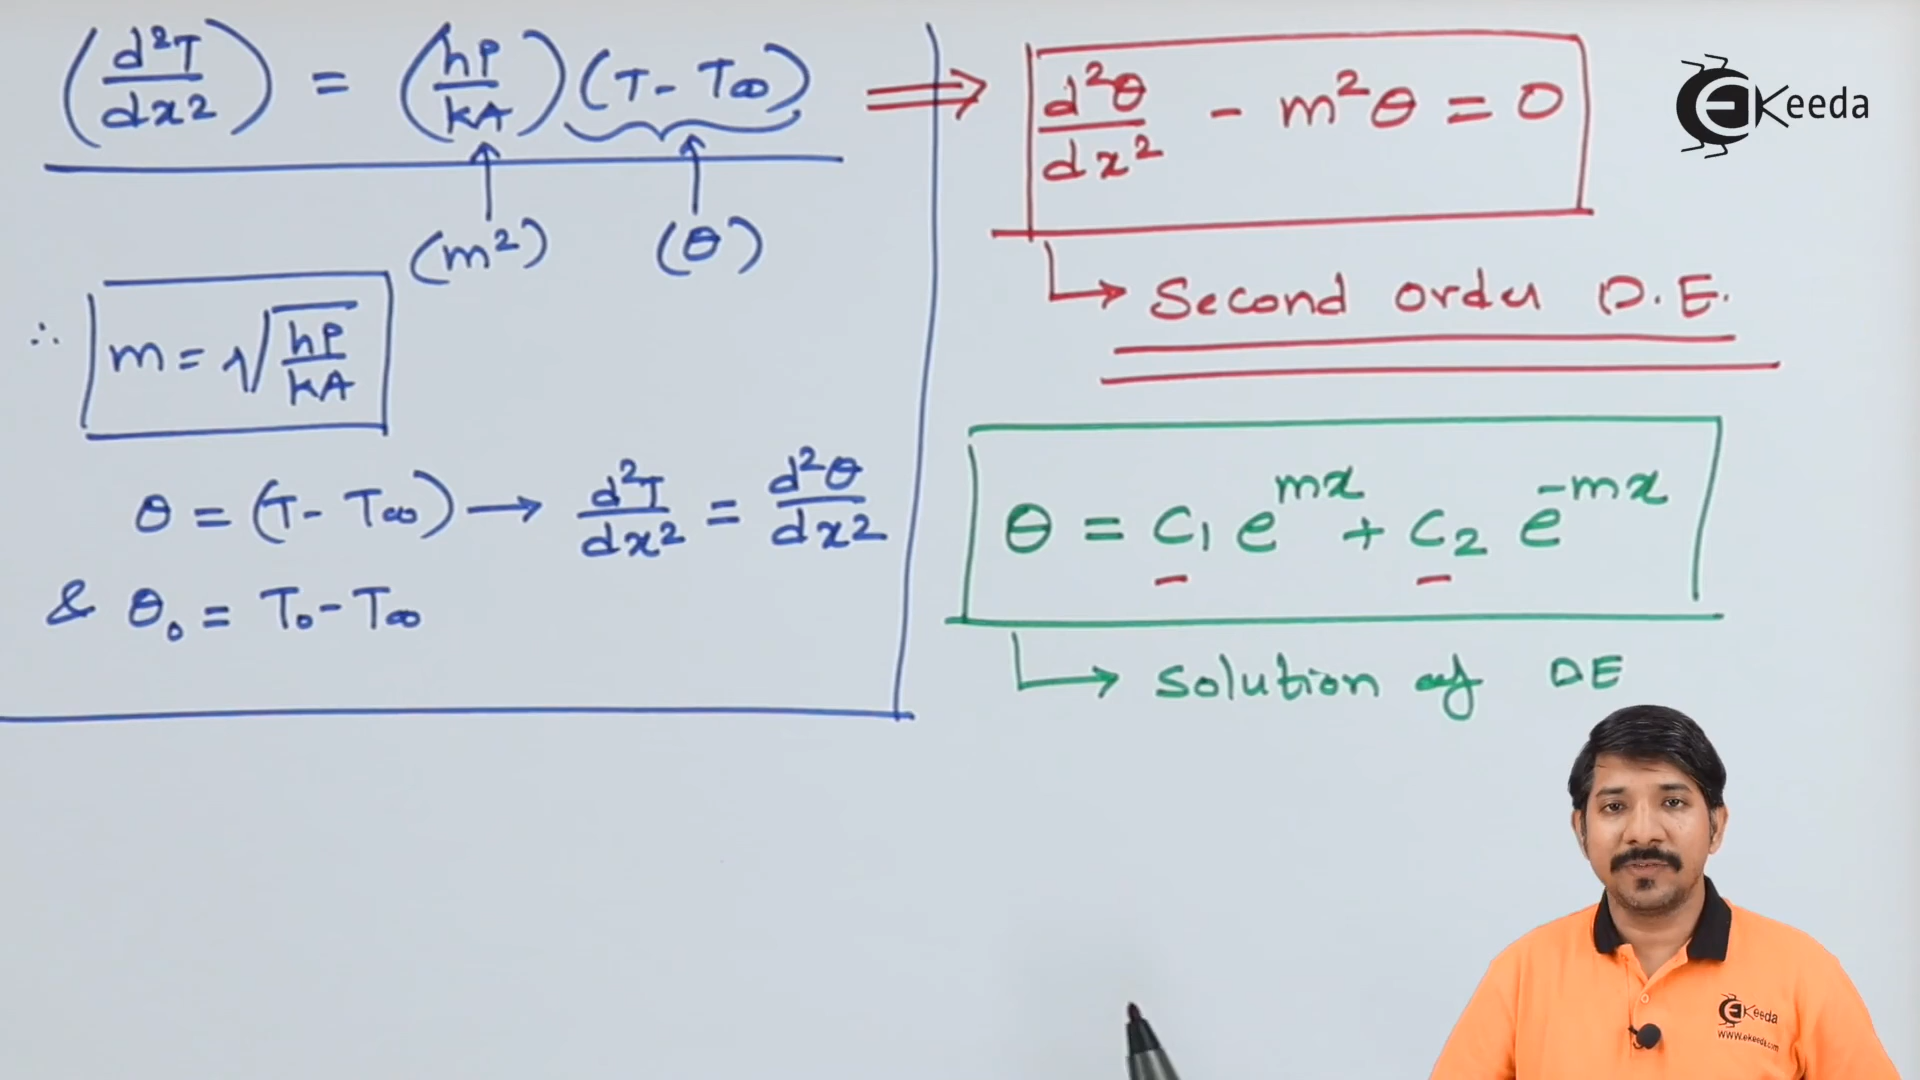 (d²T/dx²) = (hP/kA)(T - T∞) ⟹
(m²) (θ)
∴ m = √(hP/kA)
θ = (T - T∞) → d²T/dx² = d²θ/dx²
& θ₀ = T₀ - T∞
d²θ/dx² - m²θ = 0
Second order D.E.
θ = C₁ e^mx + C₂ e^-mx
Solution of DE
EKeeda
EKeeda
www.ekeeda.com